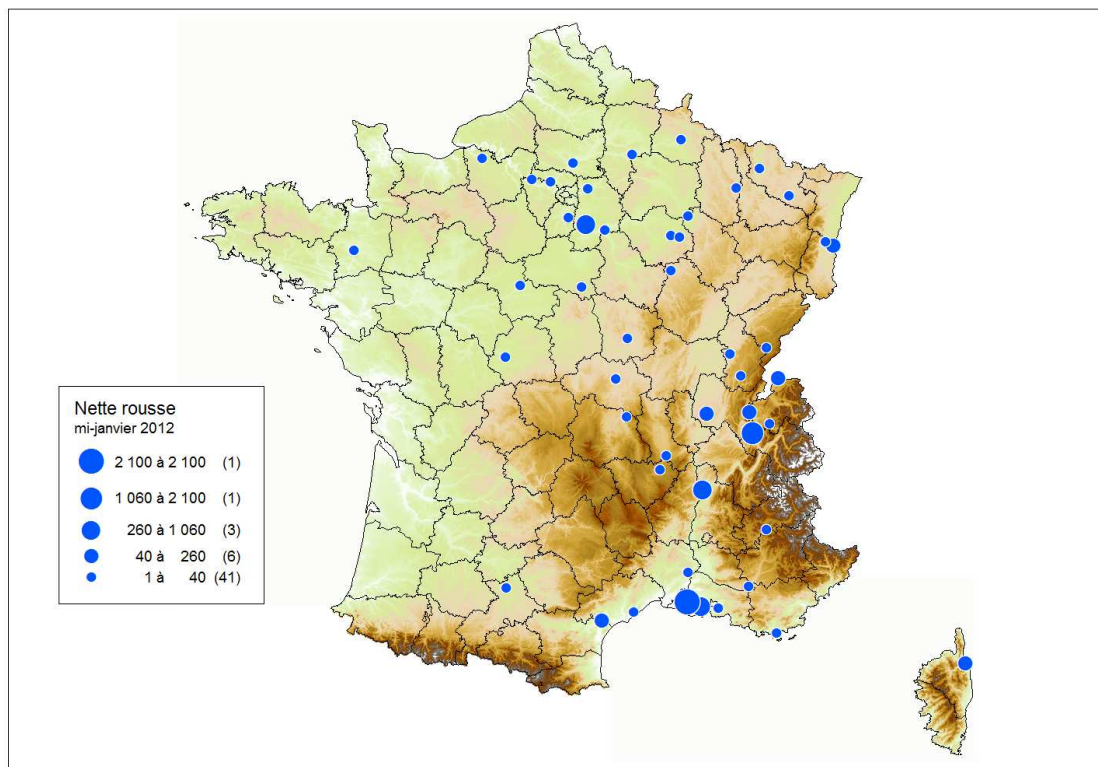 Nette rousse
mi-janvier 2012
2 100 à 2 100 (1)
1 060 à 2 100 (1)
260 à 1 060 (3)
40 à 260 (6)
1 à 40 (41)